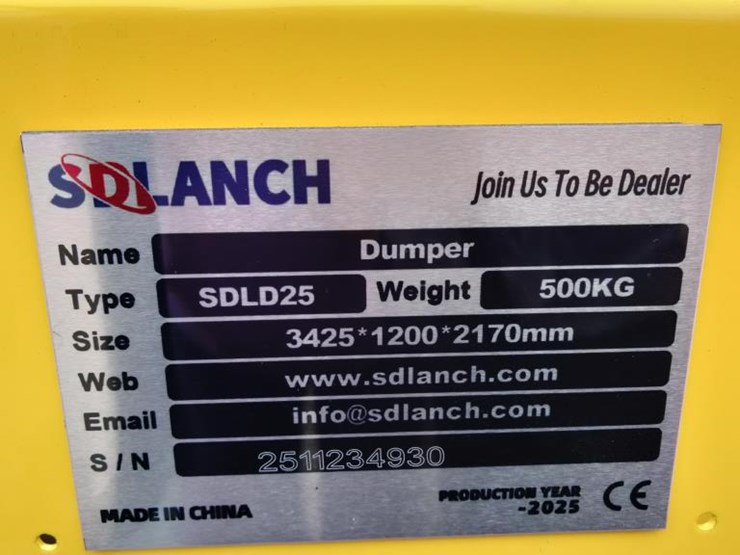 SDLANCH
Join Us To Be Dealer
Name Dumper
Type SDLD25 Weight 500KG
Size 3425*1200*2170mm
Web www.sdlanch.com
Email info@sdlanch.com
S/N 2511234930
MADE IN CHINA
PRODUCTION YEAR
-2025
CE